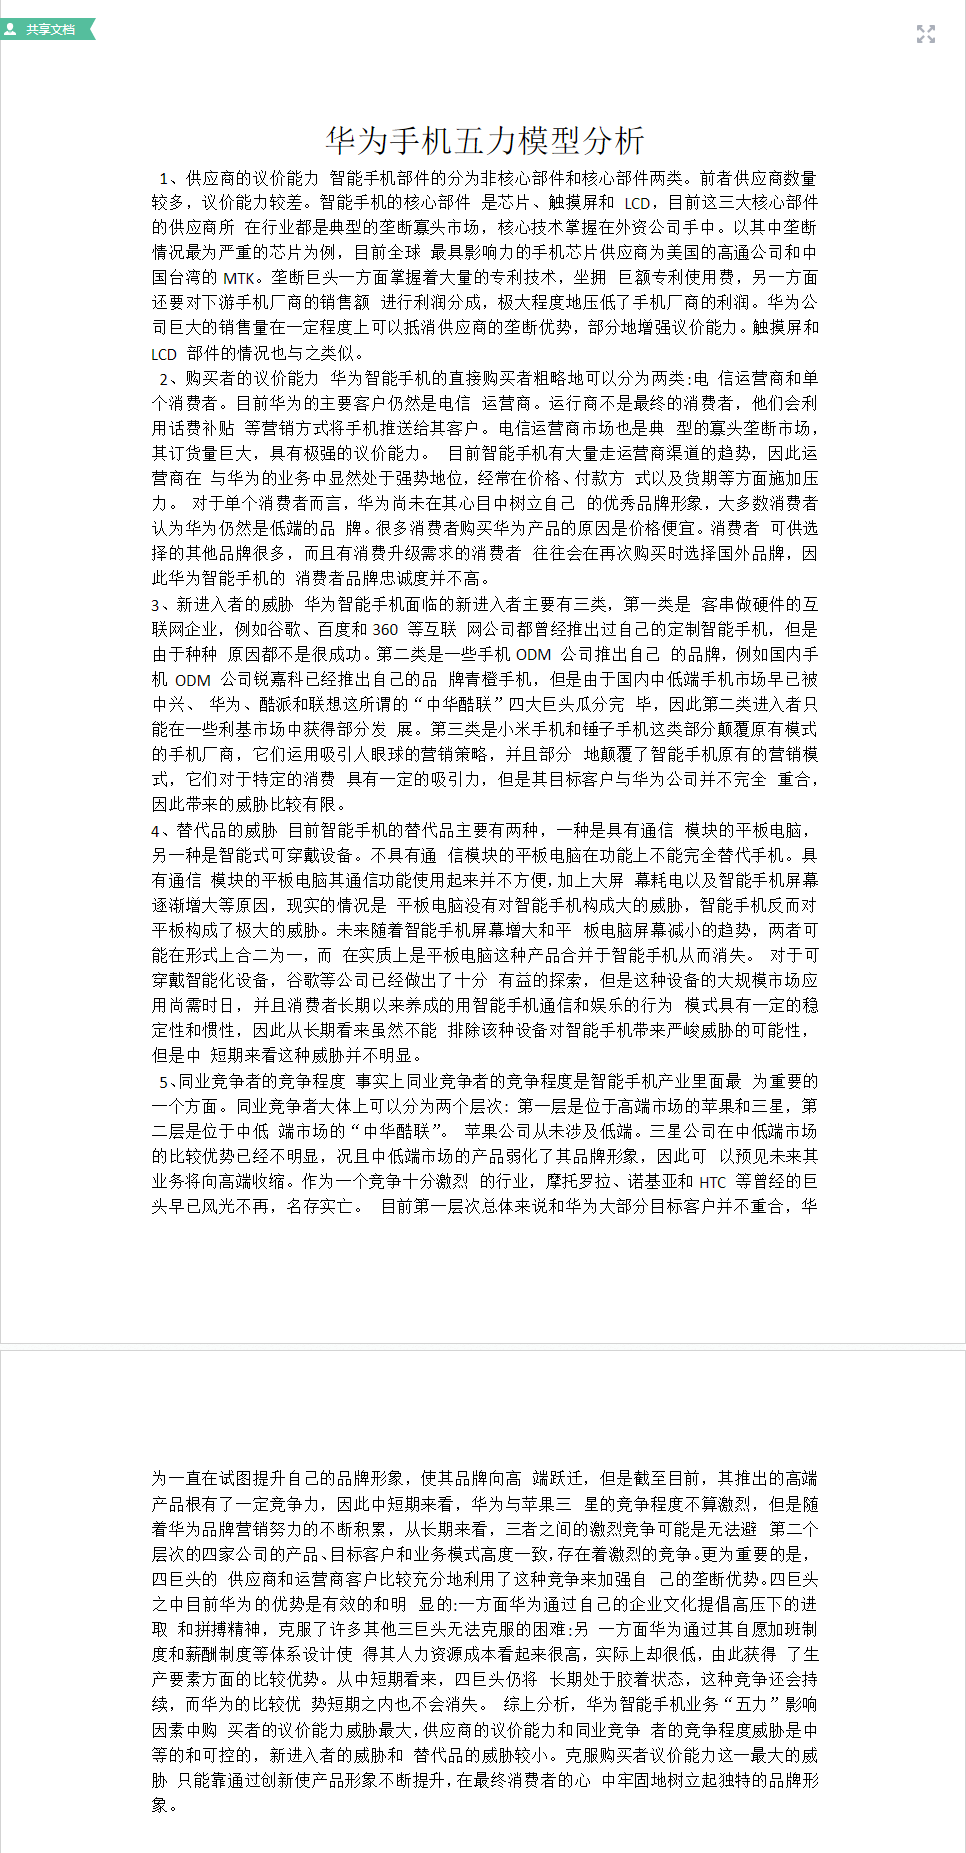 共享文档
华为手机五力模型分析
1、供应商的议价能力 智能手机部件的分为非核心部件和核心部件两类。前者供应商数量
较多，议价能力较差。智能手机的核心部件 是芯片、触摸屏和 LCD，目前这三大核心部件
的供应商所 在行业都是典型的垄断寡头市场，核心技术掌握在外资公司手中。以其中垄断
情况最为严重的芯片为例，目前全球 最具影响力的手机芯片供应商为美国的高通公司和中
国台湾的 MTK。垄断巨头一方面掌握着大量的专利技术，坐拥 巨额专利使用费，另一方面
还要对下游手机厂商的销售额 进行利润分成，极大程度地压低了手机厂商的利润。华为公
司巨大的销售量在一定程度上可以抵消供应商的垄断优势，部分地增强议价能力。触摸屏和
LCD 部件的情况也与之类似。
2、购买者的议价能力 华为智能手机的直接购买者粗略地可以分为两类:电 信运营商和单
个消费者。目前华为的主要客户仍然是电信 运营商。运行商不是最终的消费者，他们会利
用话费补贴 等营销方式将手机推送给其客户。电信运营商市场也是典 型的寡头垄断市场，
其订货量巨大，具有极强的议价能力。 目前智能手机有大量走运营商渠道的趋势，因此运
营商在 与华为的业务中显然处于强势地位，经常在价格、付款方 式以及货期等方面施加压
力。 对于单个消费者而言，华为尚未在其心目中树立自己 的优秀品牌形象，大多数消费者
认为华为仍然是低端的品 牌。很多消费者购买华为产品的原因是价格便宜。消费者 可供选
择的其他品牌很多，而且有消费升级需求的消费者 往往会在再次购买时选择国外品牌，因
此华为智能手机的 消费者品牌忠诚度并不高。
3、新进入者的威胁 华为智能手机面临的新进入者主要有三类，第一类是 客串做硬件的互
联网企业，例如谷歌、百度和 360 等互联 网公司都曾经推出过自己的定制智能手机，但是
由于种种 原因都不是很成功。第二类是一些手机 ODM 公司推出自己 的品牌，例如国内手
机 ODM 公司锐嘉科已经推出自己的品 牌青橙手机，但是由于国内中低端手机市场早已被
中兴、 华为、酷派和联想这所谓的“中华酷联”四大巨头瓜分完 毕，因此第二类进入者只
能在一些利基市场中获得部分发 展。第三类是小米手机和锤子手机这类部分颠覆原有模式
的手机厂商，它们运用吸引人眼球的营销策略，并且部分 地颠覆了智能手机原有的营销模
式，它们对于特定的消费 具有一定的吸引力，但是其目标客户与华为公司并不完全 重合，
因此带来的威胁比较有限。
4、替代品的威胁 目前智能手机的替代品主要有两种，一种是具有通信 模块的平板电脑，
另一种是智能式可穿戴设备。不具有通 信模块的平板电脑在功能上不能完全替代手机。具
有通信 模块的平板电脑其通信功能使用起来并不方便,加上大屏 幕耗电以及智能手机屏幕
逐渐增大等原因，现实的情况是 平板电脑没有对智能手机构成大的威胁，智能手机反而对
平板构成了极大的威胁。未来随着智能手机屏幕增大和平 板电脑屏幕减小的趋势，两者可
能在形式上合二为一,而 在实质上是平板电脑这种产品合并于智能手机从而消失。 对于可
穿戴智能化设备，谷歌等公司已经做出了十分 有益的探索，但是这种设备的大规模市场应
用尚需时日，并且消费者长期以来养成的用智能手机通信和娱乐的行为 模式具有一定的稳
定性和惯性，因此从长期看来虽然不能 排除该种设备对智能手机带来严峻威胁的可能性，
但是中 短期来看这种威胁并不明显。
5、同业竞争者的竞争程度 事实上同业竞争者的竞争程度是智能手机产业里面最 为重要的
一个方面。同业竞争者大体上可以分为两个层次: 第一层是位于高端市场的苹果和三星，第
二层是位于中低 端市场的“中华酷联”。 苹果公司从未涉及低端。三星公司在中低端市场
的比较优势已经不明显，况且中低端市场的产品弱化了其品牌形象，因此可 以预见未来其
业务将向高端收缩。作为一个竞争十分激烈 的行业，摩托罗拉、诺基亚和 HTC 等曾经的巨
头早已风光不再，名存实亡。 目前第一层次总体来说和华为大部分目标客户并不重合，华
为一直在试图提升自己的品牌形象，使其品牌向高 端跃迁，但是截至目前，其推出的高端
产品根有了一定竞争力，因此中短期来看，华为与苹果三 星的竞争程度不算激烈，但是随
着华为品牌营销努力的不断积累，从长期来看，三者之间的激烈竞争可能是无法避 第二个
层次的四家公司的产品、目标客户和业务模式高度一致,存在着激烈的竞争。更为重要的是，
四巨头的 供应商和运营商客户比较充分地利用了这种竞争来加强自 己的垄断优势。四巨头
之中目前华为的优势是有效的和明 显的:一方面华为通过自己的企业文化提倡高压下的进
取 和拼搏精神，克服了许多其他三巨头无法克服的困难:另 一方面华为通过其自愿加班制
度和薪酬制度等体系设计使 得其人力资源成本看起来很高，实际上却很低，由此获得 了生
产要素方面的比较优势。从中短期看来，四巨头仍将 长期处于胶着状态，这种竞争还会持
续，而华为的比较优 势短期之内也不会消失。 综上分析，华为智能手机业务“五力”影响
因素中购 买者的议价能力威胁最大,供应商的议价能力和同业竞争 者的竞争程度威胁是中
等的和可控的，新进入者的威胁和 替代品的威胁较小。克服购买者议价能力这一最大的威
胁 只能靠通过创新使产品形象不断提升,在最终消费者的心 中牢固地树立起独特的品牌形
象。